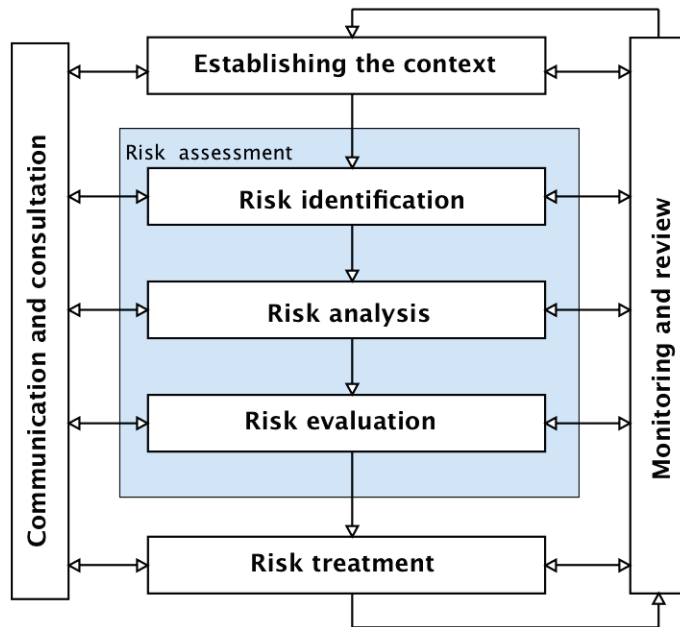 Establishing the context
Risk assessment
Risk identification
Risk analysis
Risk evaluation
Risk treatment
Communication and consultation
Monitoring and review